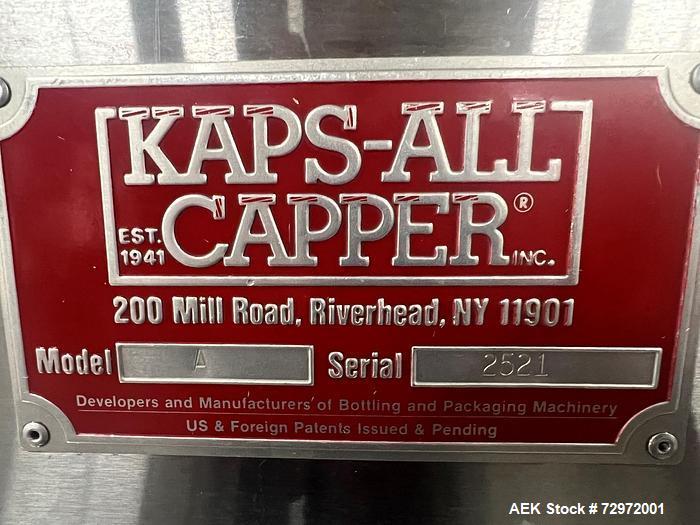 KAPS-ALL
EST. 1941 CAPPER® INC.
200 Mill Road, Riverhead, NY 11901
Model A Serial 2521
Developers and Manufacturers of Bottling and Packaging Machinery
US & Foreign Patents Issued & Pending
AEK Stock # 72972001